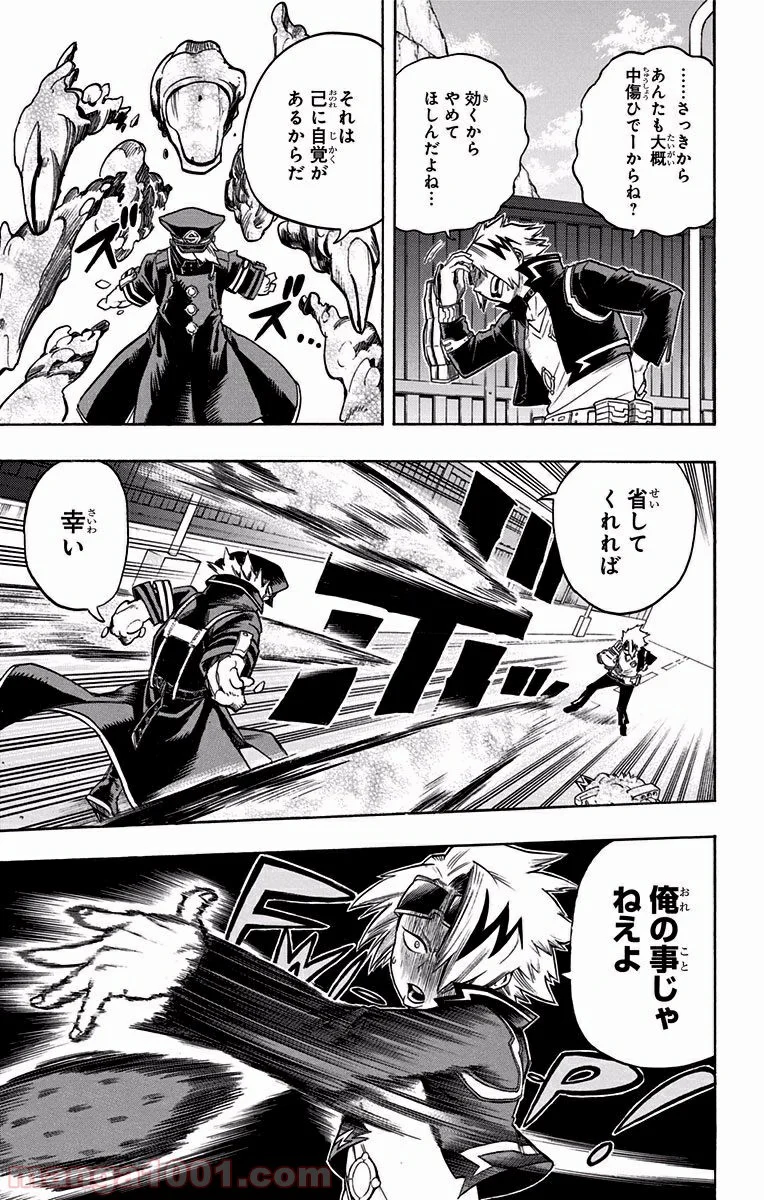 ……さっきから
あんたも大概
中傷ひでーからね?
効くから
やめて
ほしんだよね…
それは
己に自覚が
あるからだ
ズズ…
省して
くれれば
幸い
俺の事じゃ
ねえよ
manga1001.com